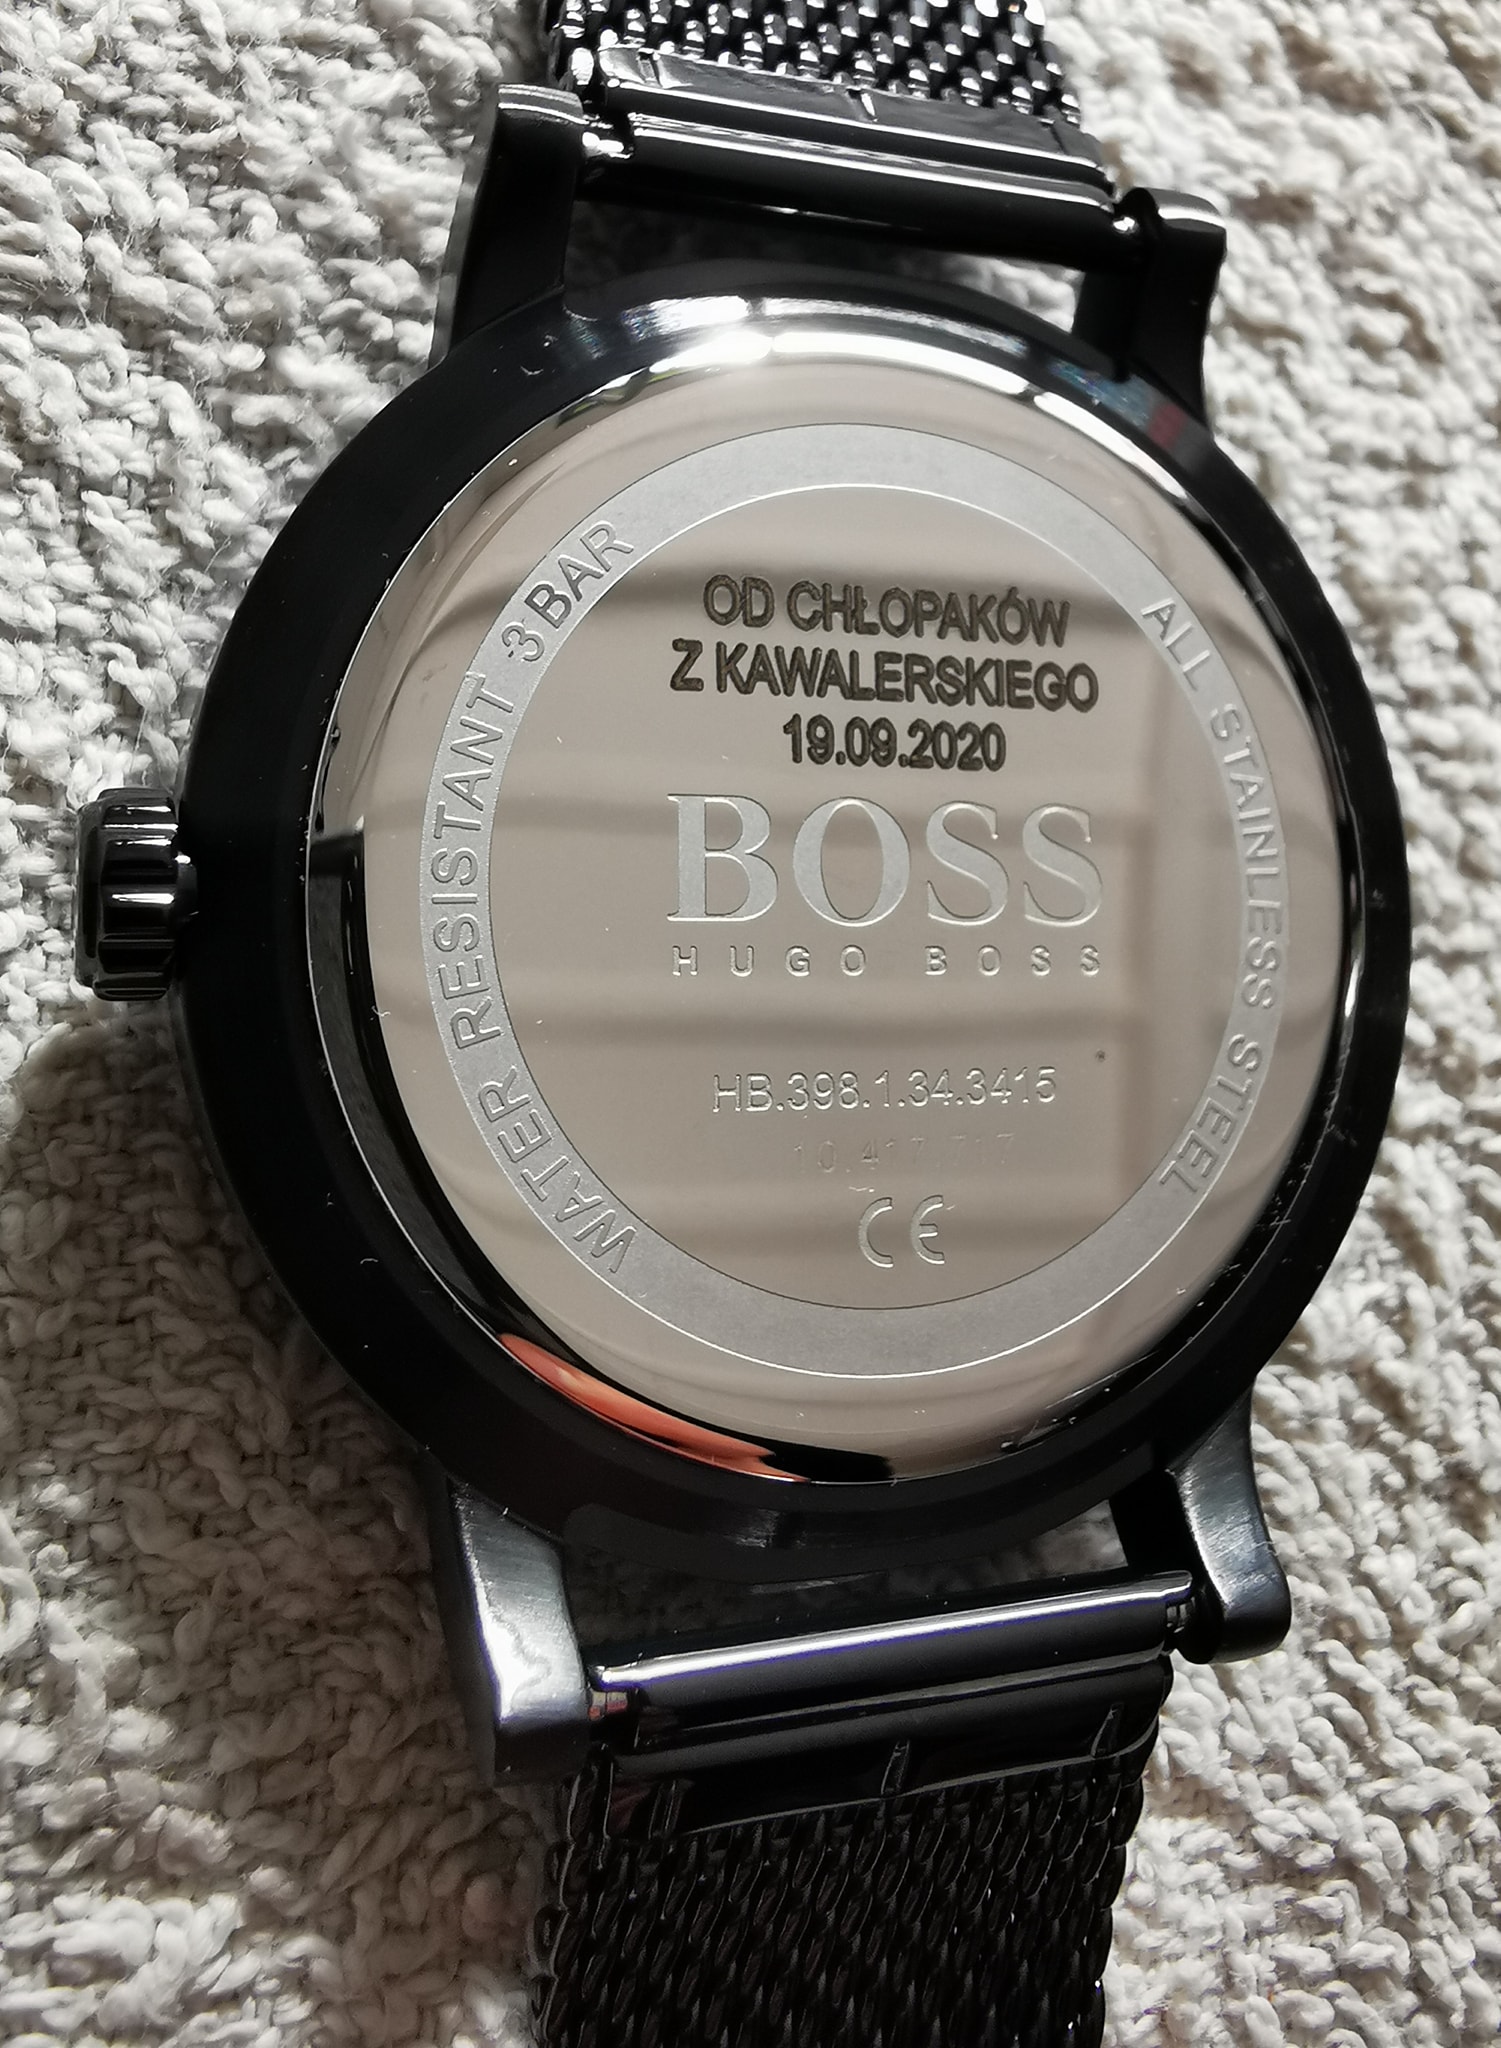 OD CHŁOPAKÓW
Z KAWALERSKIEGO
19.09.2020
BOSS
HUGO BOSS
HB.398.1.34.3415
CE
WATER RESISTANT 3 BAR
ALL STAINLESS STEEL